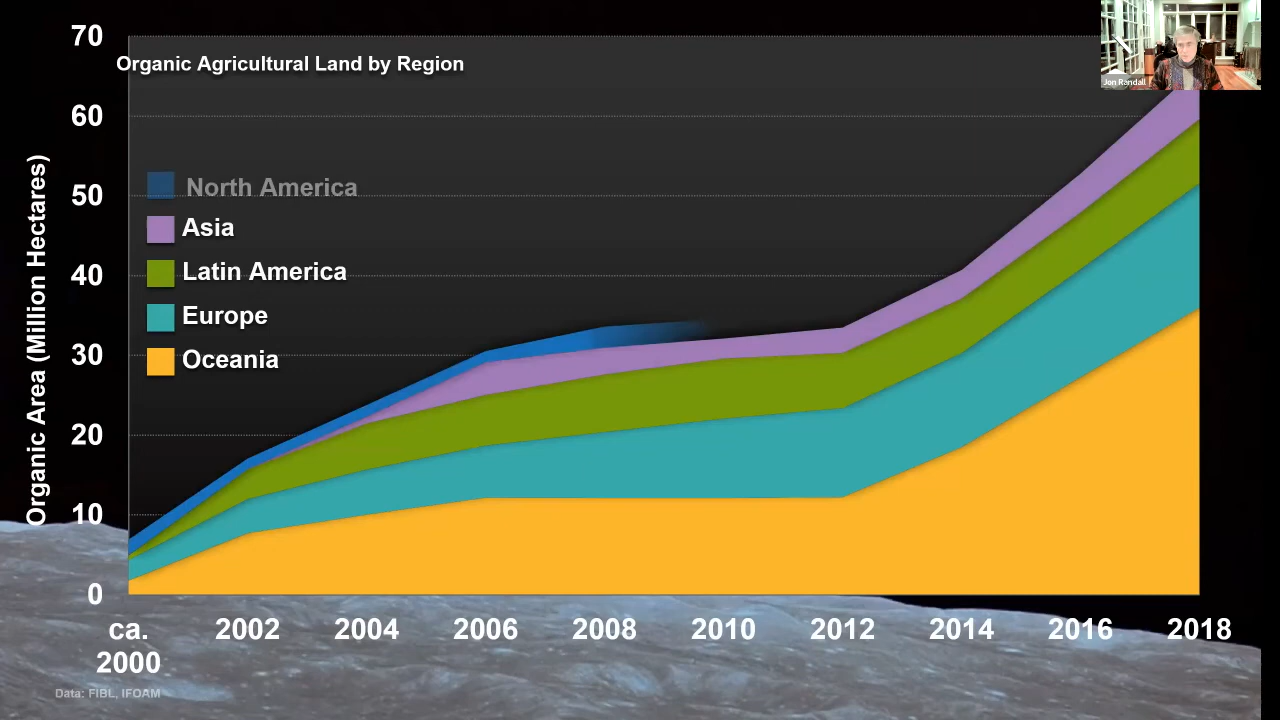 70
Organic Agricultural Land by Region
Jon Randall
60
50
40
30
20
10
0
Organic Area (Million Hectares)
North America
Asia
Latin America
Europe
Oceania
ca. 2002 2004 2006 2008 2010 2012 2014 2016 2018
2000
Data: FIBL, IFOAM